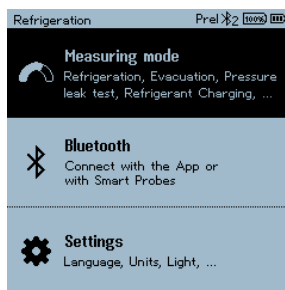 Refrigeration Prel 2 100%
Measuring mode
Refrigeration, Evacuation, Pressure
leak test, Refrigerant Charging, ...
Bluetooth
Connect with the App or
with Smart Probes
Settings
Language, Units, Light, ...